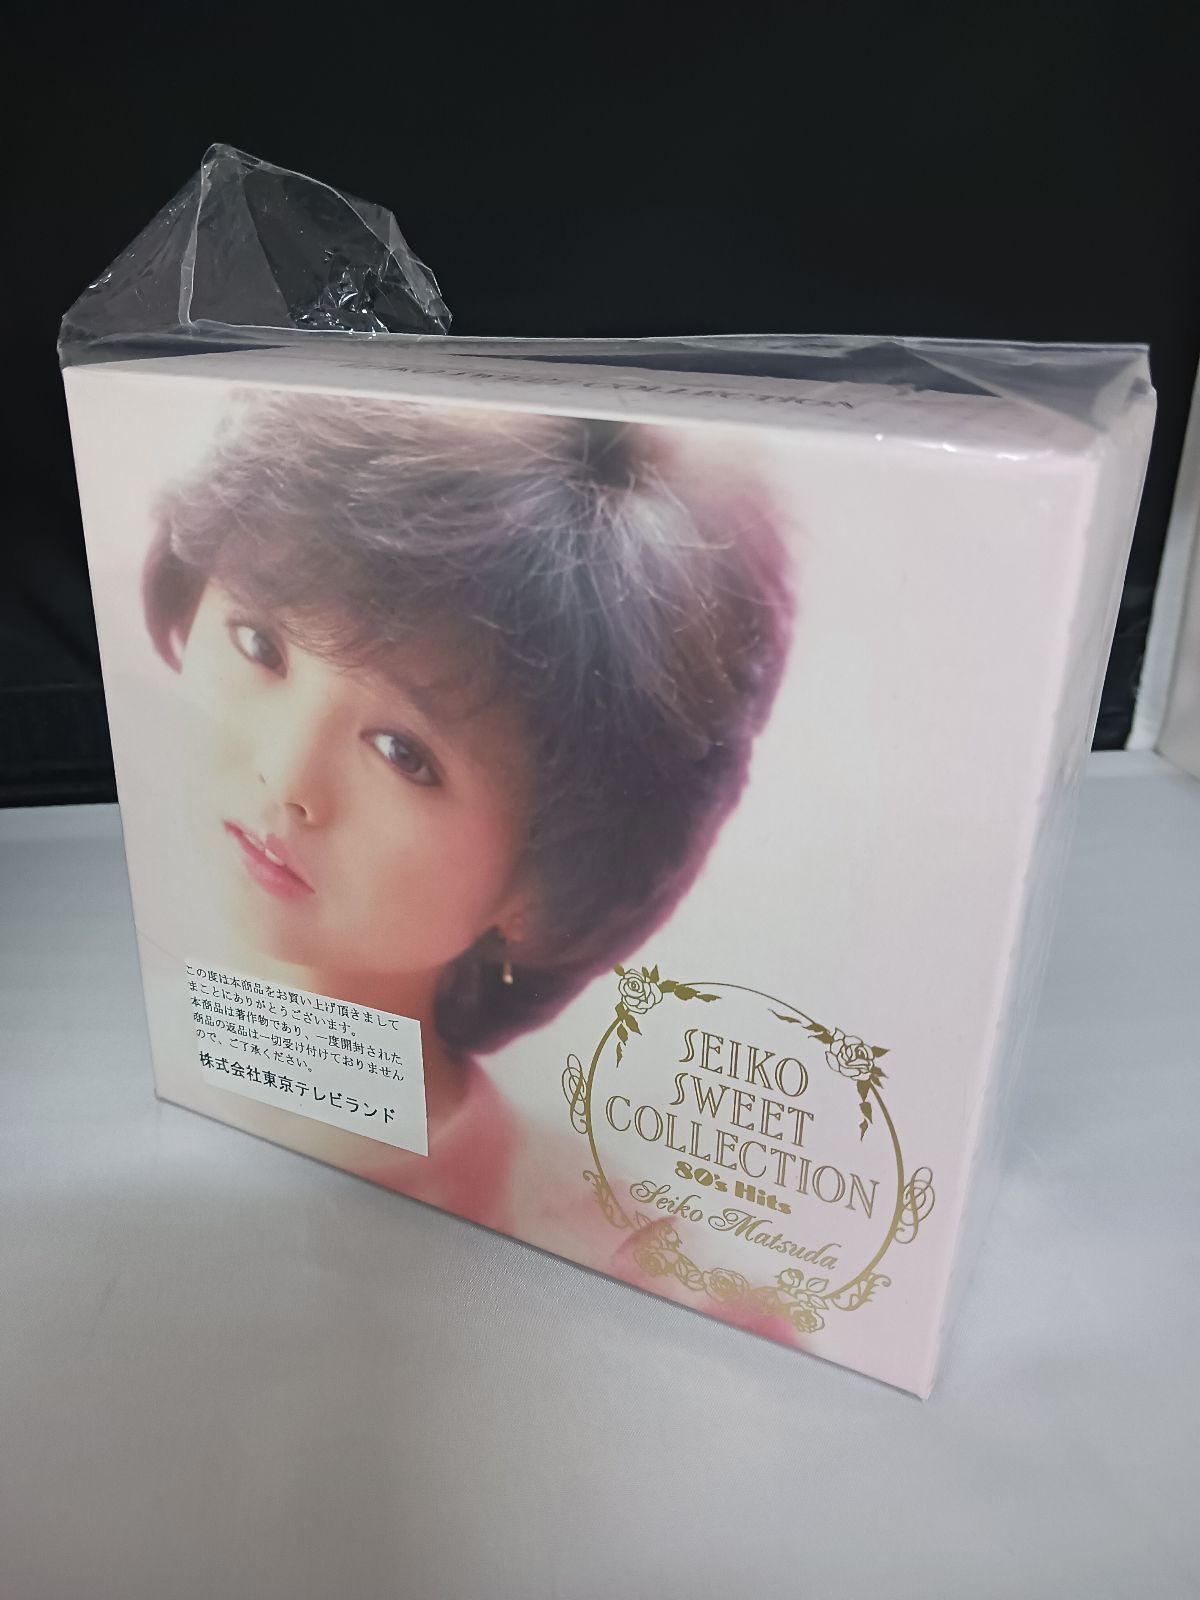 SEIKO SWEET COLLECTION
この度は本商品をお買い上げ頂きまして
まことにありがとうございます。
本商品は著作物であり、一度開封された
商品の返品は一切受け付けておりません
ので、ご了承ください。
株式会社東京テレビランド
SEIKO
SWEET
COLLECTION
80's Hits
Seiko Matsuda